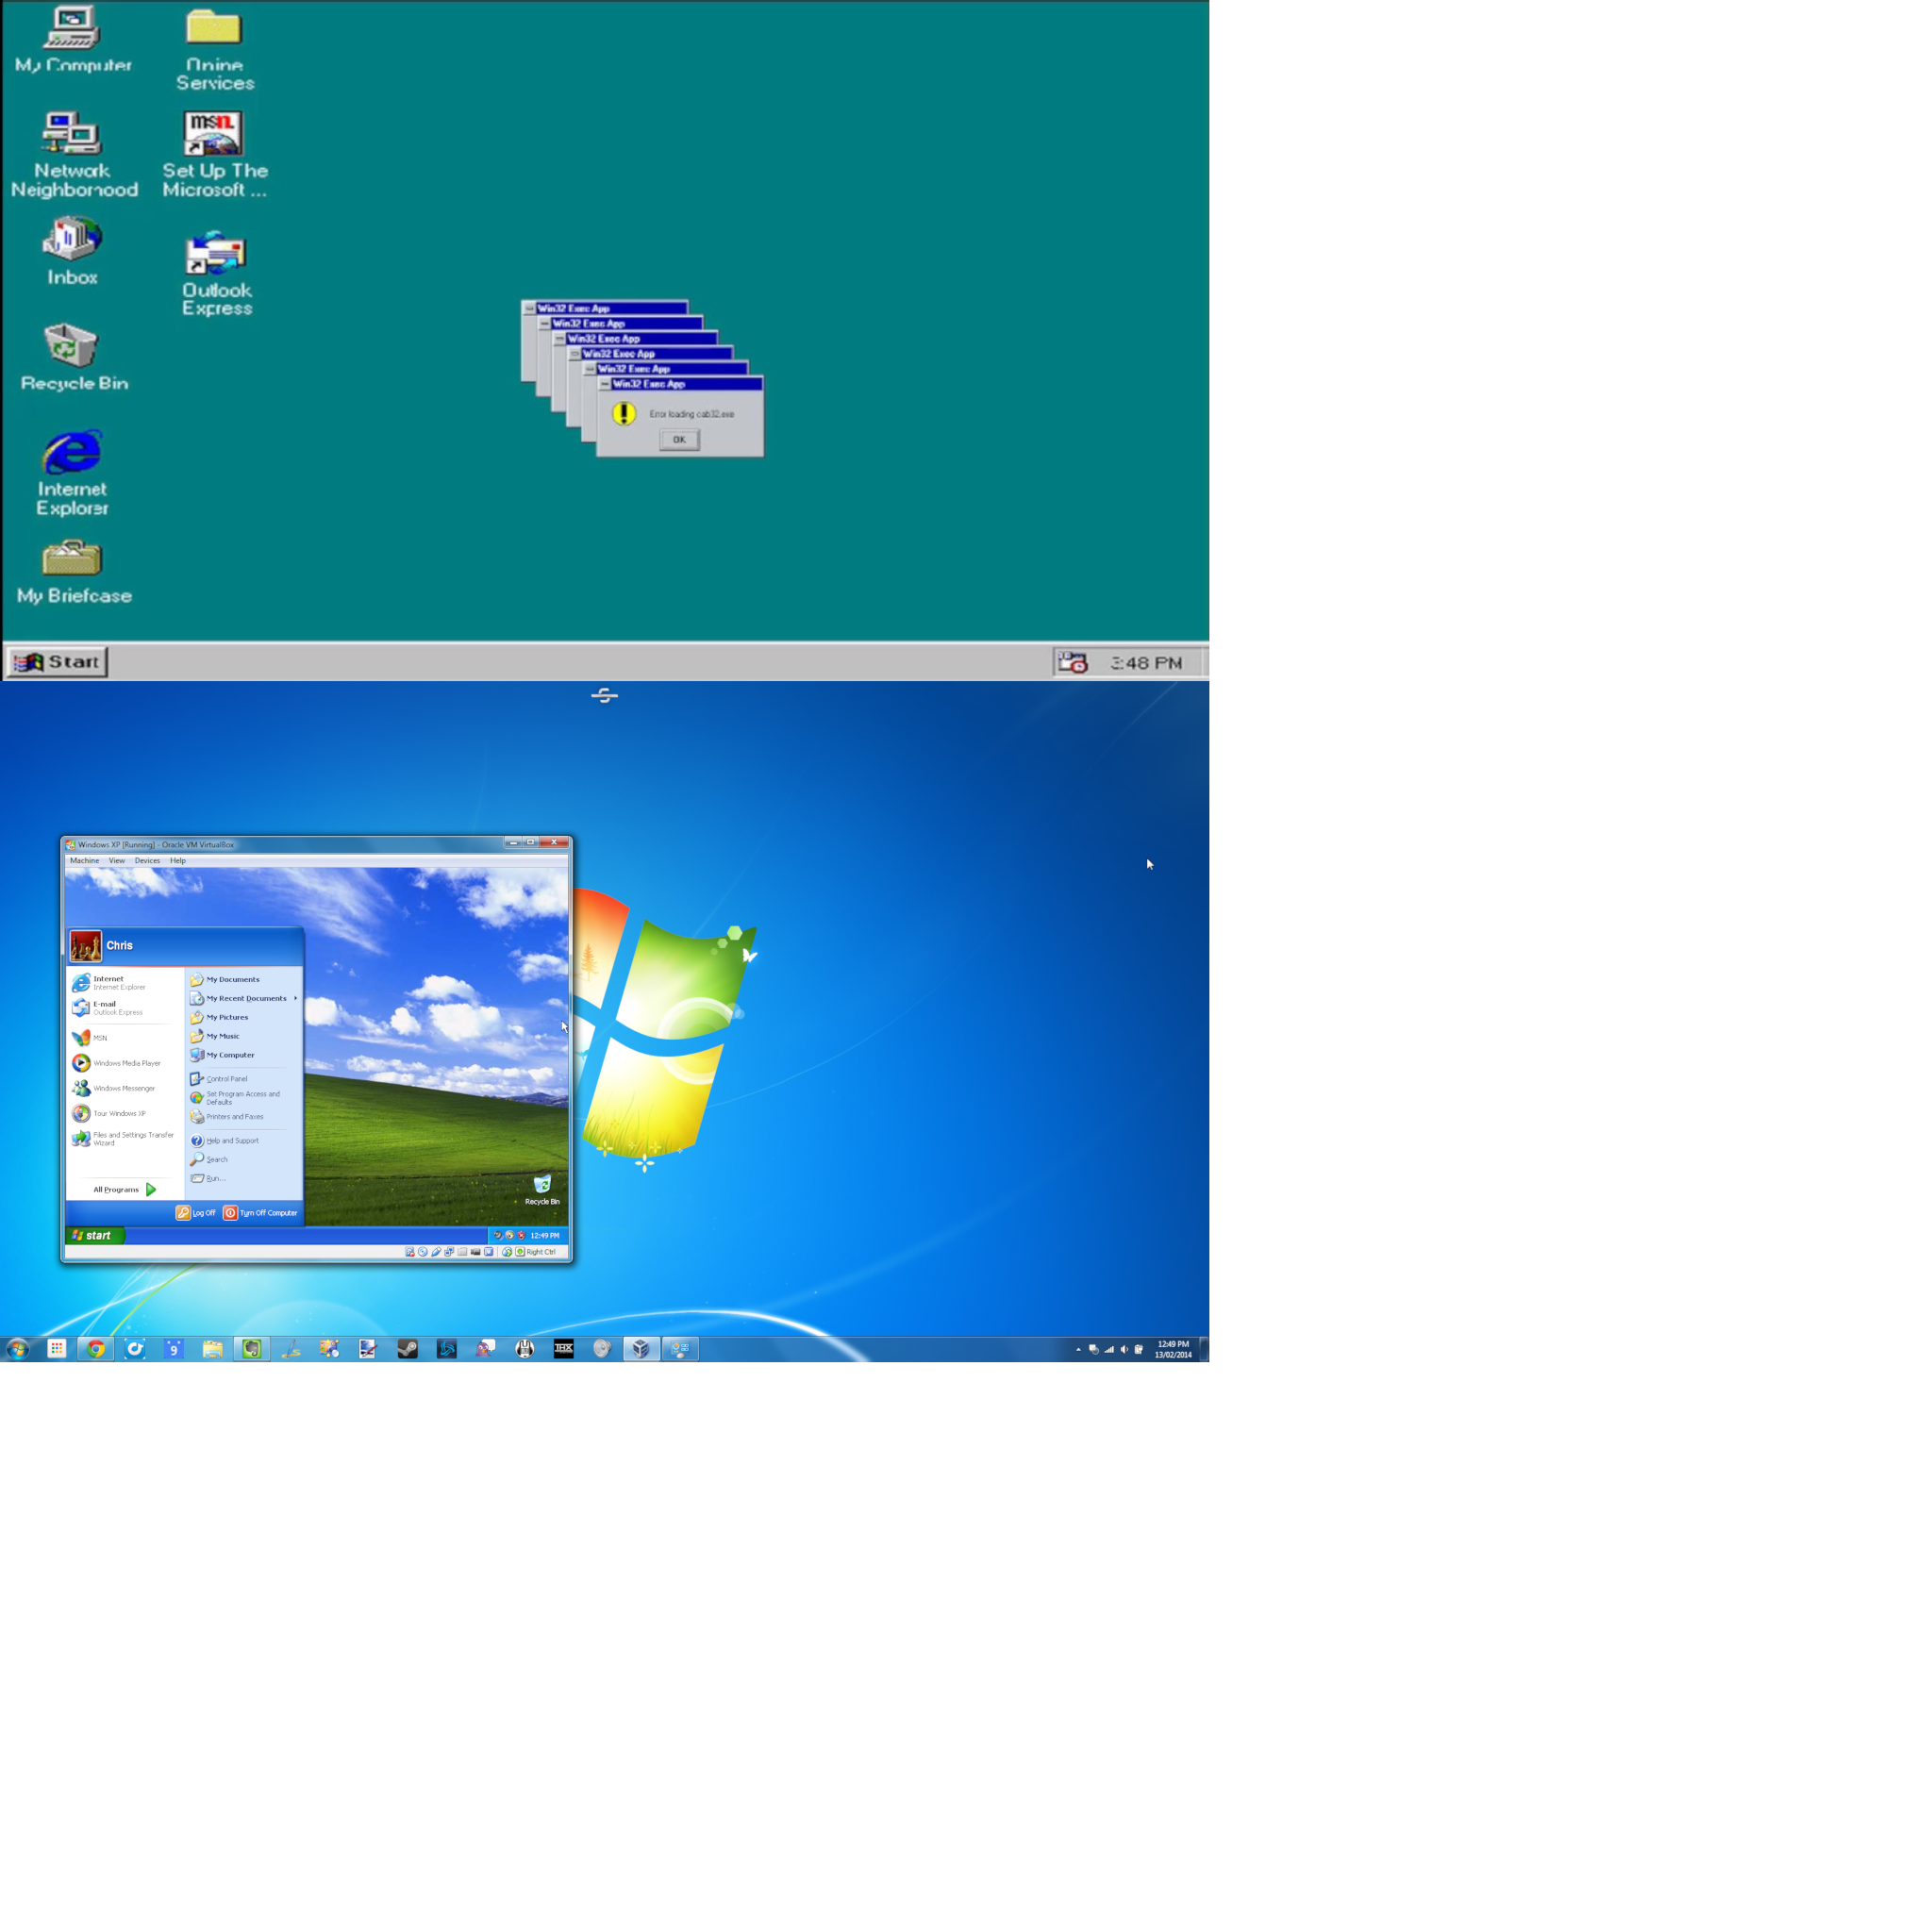 My Computer
Online
Services
msn.
Network
Neighborhood
Set Up The
Microsoft ...
Inbox
Outlook
Express
Recycle Bin
Internet
Explorer
My Briefcase
Win32 Exec App
Win32 Exec App
Win32 Exec App
Win32 Exec App
Win32 Exec App
Win32 Exec App
Error loading cab32.exe
OK
Start
3:48 PM
Windows XP [Running] - Oracle VM VirtualBox
Machine View Devices Help
Chris
Internet
Internet Explorer
E-mail
Outlook Express
MSN
Windows Media Player
Windows Messenger
Tour Windows XP
Files and Settings Transfer
Wizard
All Programs
My Documents
My Recent Documents
My Pictures
My Music
My Computer
Control Panel
Set Program Access and
Defaults
Printers and Faxes
Help and Support
Search
Run...
Log Off Turn Off Computer
Recycle Bin
start
12:49 PM
Right Ctrl
9
THX
12:49 PM
13/02/2014